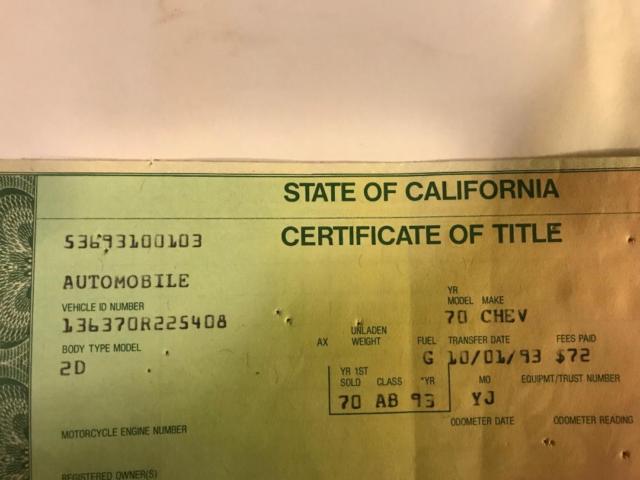 STATE OF CALIFORNIA
S3693100103 CERTIFICATE OF TITLE
AUTOMOBILE
VEHICLE ID NUMBER
YR
MODEL MAKE
136370R225408
70 CHEV
BODY TYPE MODEL
AX
UNLADEN
WEIGHT
FUEL TRANSFER DATE FEES PAID
2D
G 10/01/93 $72
YR 1ST
SOLD CLASS *YR MO EQUIPMT/TRUST NUMBER
70 AB 93 YJ
MOTORCYCLE ENGINE NUMBER
ODOMETER DATE ODOMETER READING
REGISTERED OWNER(S)